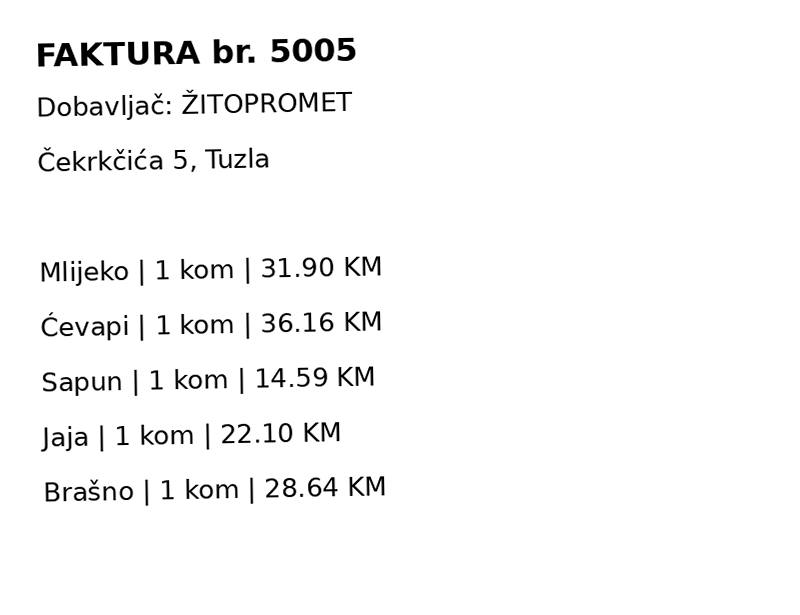 FAKTURA br. 5005
Dobavljač: ŽITOPROMET
Čekrkčića 5, Tuzla
Mlijeko | 1 kom | 31.90 KM
Ćevapi | 1 kom | 36.16 KM
Sapun | 1 kom | 14.59 KM
Jaja | 1 kom | 22.10 KM
Brašno | 1 kom | 28.64 KM